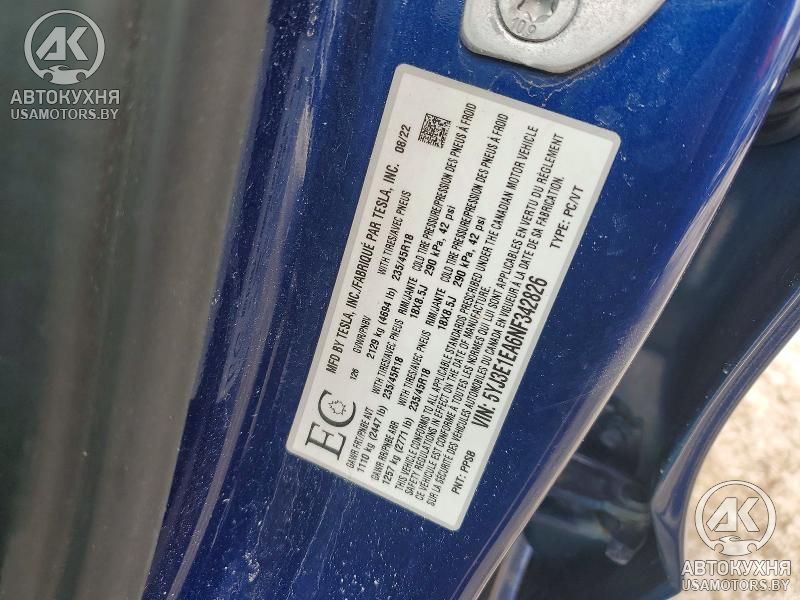 AK
АВТОКУХНЯ
USAMOTORS.BY
10.9
MFD BY TESLA, INC./FABRIQUÉ PAR TESLA, INC. 08/22
126
GVWR/PNBV
2129 kg (4694 lb)
EC
GAWR FRT/PNBE AVT WITH TIRES/AVEC PNEUS RIM/JANTE COLD TIRE PRESSURE/PRESSION DES PNEUS À FROID
1110 kg (2447 lb) 235/45R18 18X8.5J 290 kPa, 42 psi
GAWR RR/PNBE ARR WITH TIRES/AVEC PNEUS RIM/JANTE COLD TIRE PRESSURE/PRESSION DES PNEUS À FROID
1257 kg (2771 lb) 235/45R18 18X8.5J 290 kPa, 42 psi
THIS VEHICLE CONFORMS TO ALL APPLICABLE STANDARDS PRESCRIBED UNDER THE CANADIAN MOTOR VEHICLE
SAFETY REGULATIONS IN EFFECT ON THE DATE OF MANUFACTURE.
CE VÉHICULE EST CONFORME À TOUTES LES NORMES QUI LUI SONT APPLICABLES EN VERTU DU RÈGLEMENT
SUR LA SÉCURITÉ DES VÉHICULES AUTOMOBILES DU CANADA EN VIGUEUR À LA DATE DE SA FABRICATION.
VIN: 5YJ3E1EA6NF342826 TYPE: PC/VT
PNT: PPSB
AK
АВТОКУХНЯ
USAMOTORS.BY